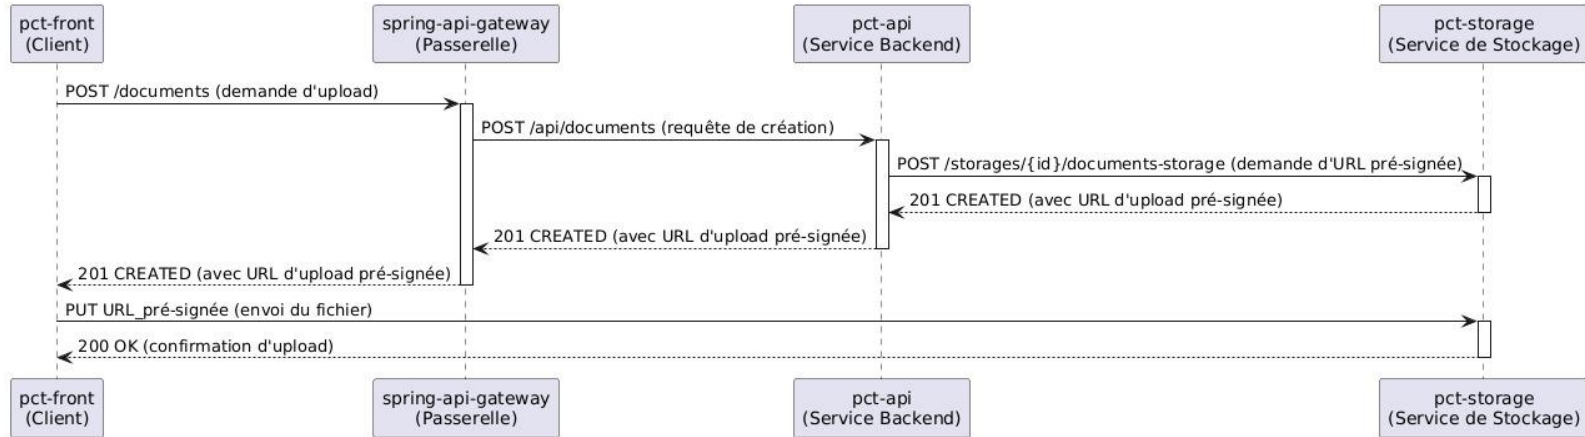 pct-front
(Client)
spring-api-gateway
(Passerelle)
pct-api
(Service Backend)
pct-storage
(Service de Stockage)
POST /documents (demande d'upload)
POST /api/documents (requête de création)
POST /storages/{id}/documents-storage (demande d'URL pré-signée)
201 CREATED (avec URL d'upload pré-signée)
201 CREATED (avec URL d'upload pré-signée)
201 CREATED (avec URL d'upload pré-signée)
PUT URL_pré-signée (envoi du fichier)
200 OK (confirmation d'upload)
pct-front
(Client)
spring-api-gateway
(Passerelle)
pct-api
(Service Backend)
pct-storage
(Service de Stockage)